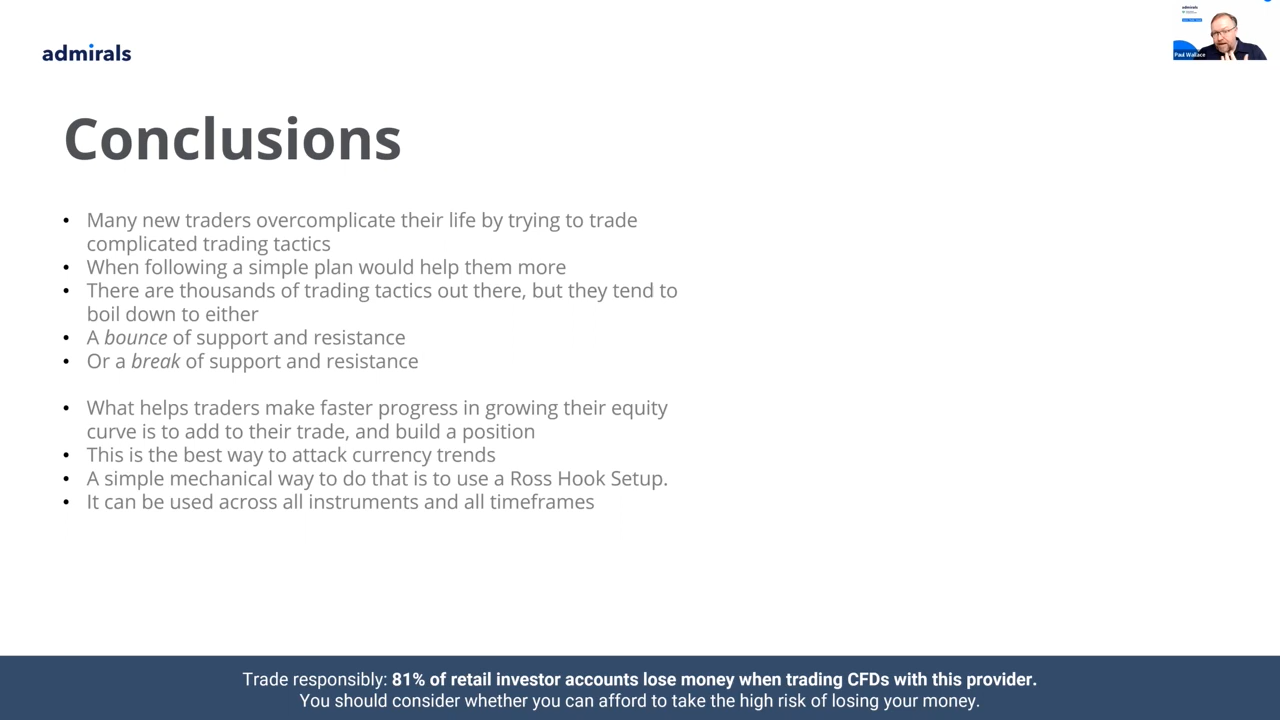 admirals
admirals
Paul Wallace
Conclusions
• Many new traders overcomplicate their life by trying to trade
complicated trading tactics
• When following a simple plan would help them more
• There are thousands of trading tactics out there, but they tend to
boil down to either
• A bounce of support and resistance
• Or a break of support and resistance
• What helps traders make faster progress in growing their equity
curve is to add to their trade, and build a position
• This is the best way to attack currency trends
• A simple mechanical way to do that is to use a Ross Hook Setup.
• It can be used across all instruments and all timeframes
Trade responsibly: 81% of retail investor accounts lose money when trading CFDs with this provider.
You should consider whether you can afford to take the high risk of losing your money.